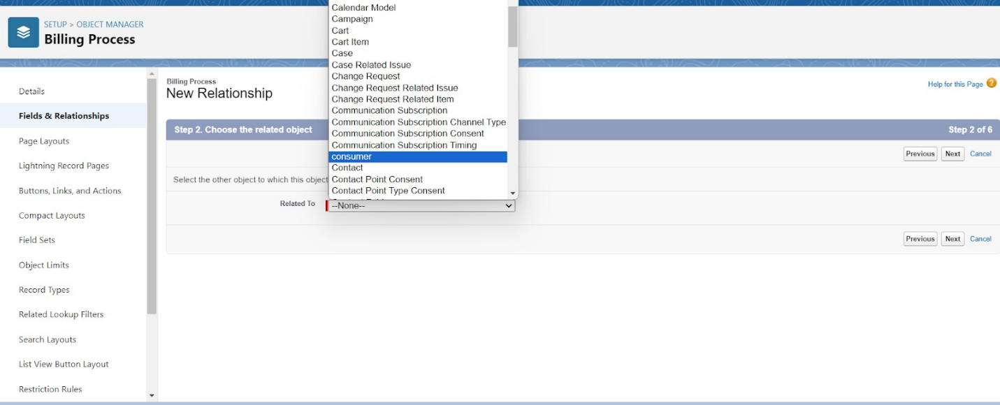 Calendar Model
Campaign
Cart
Cart Item
Case
Case Related Issue
Change Request
Change Request Related Issue
Change Request Related Item
Communication Subscription
Communication Subscription Channel Type
Communication Subscription Consent
Communication Subscription Timing
consumer
Contact
Contact Point Consent
Contact Point Type Consent
SETUP > OBJECT MANAGER
Billing Process
Details
Fields & Relationships
Page Layouts
Lightning Record Pages
Buttons, Links, and Actions
Compact Layouts
Field Sets
Object Limits
Record Types
Related Lookup Filters
Search Layouts
List View Button Layout
Restriction Rules
Billing Process
New Relationship
Help for this Page ?
Step 2. Choose the related object
Step 2 of 6
Previous Next Cancel
Select the other object to which this object
Related To
--None--
Previous Next Cancel